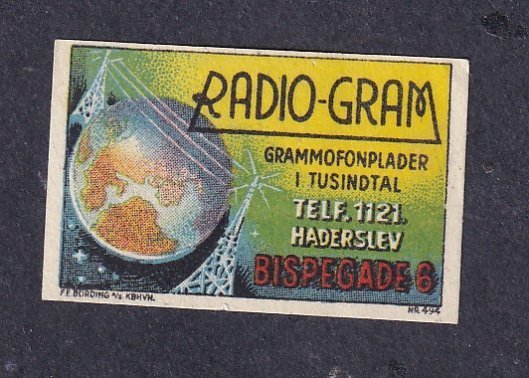 RADIO-GRAM
GRAMMOFONPLADER
I TUSINDTAL
TELF. 1121.
HADERSLEV
BISPEGADE 6
F.E. BORDING A/S KBHVN.
NR. 494